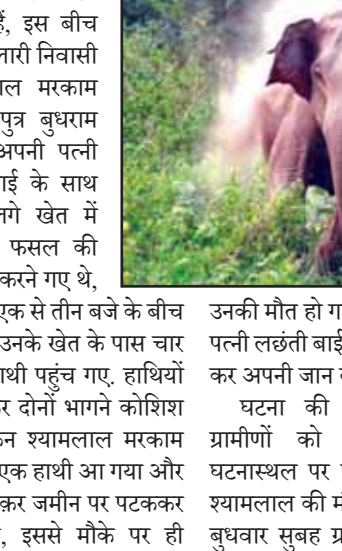 हैं, इस बीच
लारी निवासी
ाल मरकाम
पुत्र बुधराम
अपनी पत्नी
ाई के साथ
लगे खेत में
फसल की
करने गए थे,
एक से तीन बजे के बीच
उनके खेत के पास चार
ाथी पहुंच गए. हाथियों
र दोनों भागने कोशिश
न श्यामलाल मरकाम
एक हाथी आ गया और
क़र जमीन पर पटककर
, इससे मौके पर ही
उनकी मौत हो ग
पत्नी लछंती बाई
कर अपनी जान
घटना की
ग्रामीणों को
घटनास्थल पर
श्यामलाल की म
बुधवार सुबह ग्र